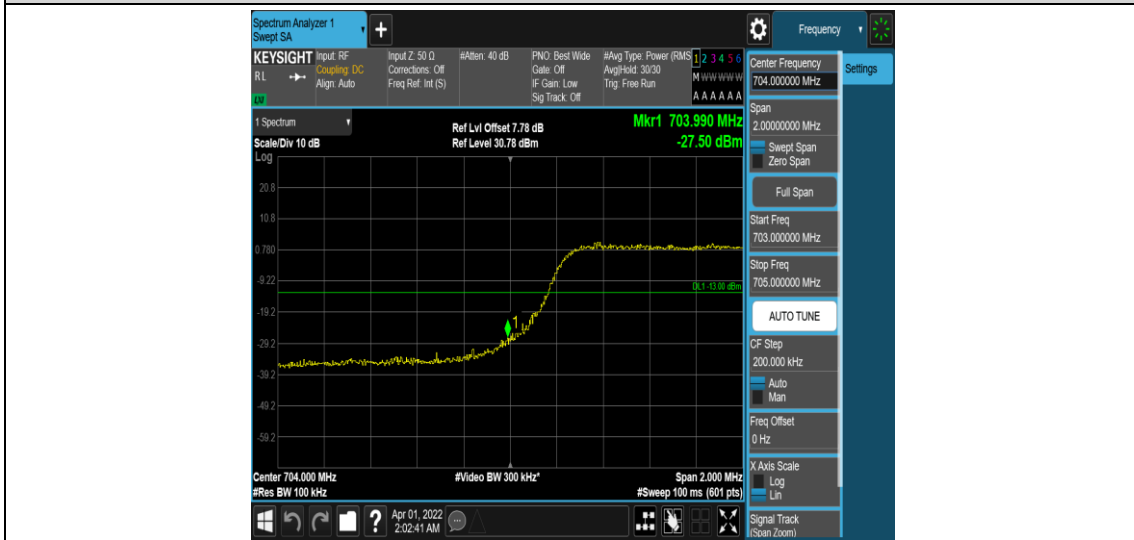 Spectrum Analyzer 1
Swept SA
Frequency
KEYSIGHT
RL
LXI
Input: RF
Coupling: DC
Align: Auto
Input Z: 50 Ω
Corrections: Off
Freq Ref: Int (S)
#Atten: 40 dB
PNO: Best Wide
Gate: Off
IF Gain: Low
Sig Track: Off
#Avg Type: Power (RMS
Avg|Hold: 30/30
Trig: Free Run
1 2 3 4 5 6
M W W W W W
A A A A A A
1 Spectrum
Scale/Div 10 dB
Log
Ref Lvl Offset 7.78 dB
Ref Level 30.78 dBm
Mkr1 703.990 MHz
-27.50 dBm
20.8
10.8
0.780
-9.22
-19.2
-29.2
-39.2
-49.2
-59.2
DL1 -13.00 dBm
1
Center 704.000 MHz
#Res BW 100 kHz
#Video BW 300 kHz*
Span 2.000 MHz
#Sweep 100 ms (601 pts)
Apr 01, 2022
2:02:41 AM
Center Frequency
704.000000 MHz
Settings
Span
2.00000000 MHz
Swept Span
Zero Span
Full Span
Start Freq
703.000000 MHz
Stop Freq
705.000000 MHz
AUTO TUNE
CF Step
200.000 kHz
Auto
Man
Freq Offset
0 Hz
X Axis Scale
Log
Lin
Signal Track
(Span Zoom)